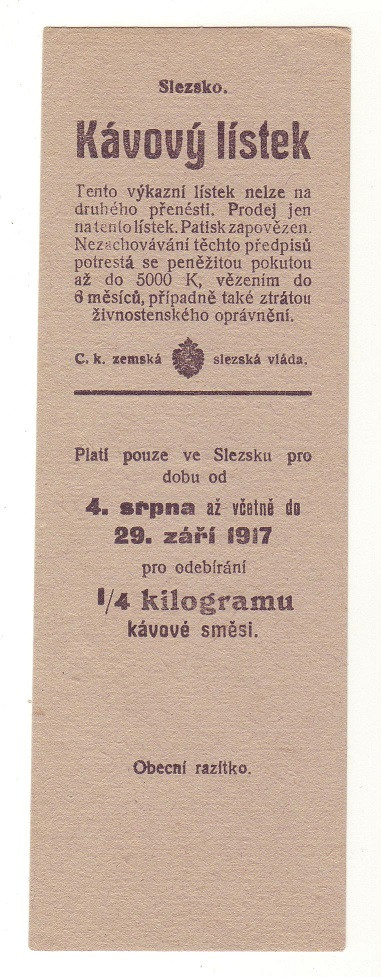 Slezsko.
Kávový lístek
Tento výkazní lístek nelze na
druhého přenésti. Prodej jen
na tento lístek. Patisk zapovězen.
Nezachovávání těchto předpisů
potrestá se peněžitou pokutou
až do 5000 K, vězením do
6 měsíců, případně také ztrátou
živnostenského oprávnění.
C. k. zemská slezská vláda.
Platí pouze ve Slezsku pro
dobu od
4. srpna až včetně do
29. září 1917
pro odebírání
1/4 kilogramu
kávové směsi.
Obecní razítko.